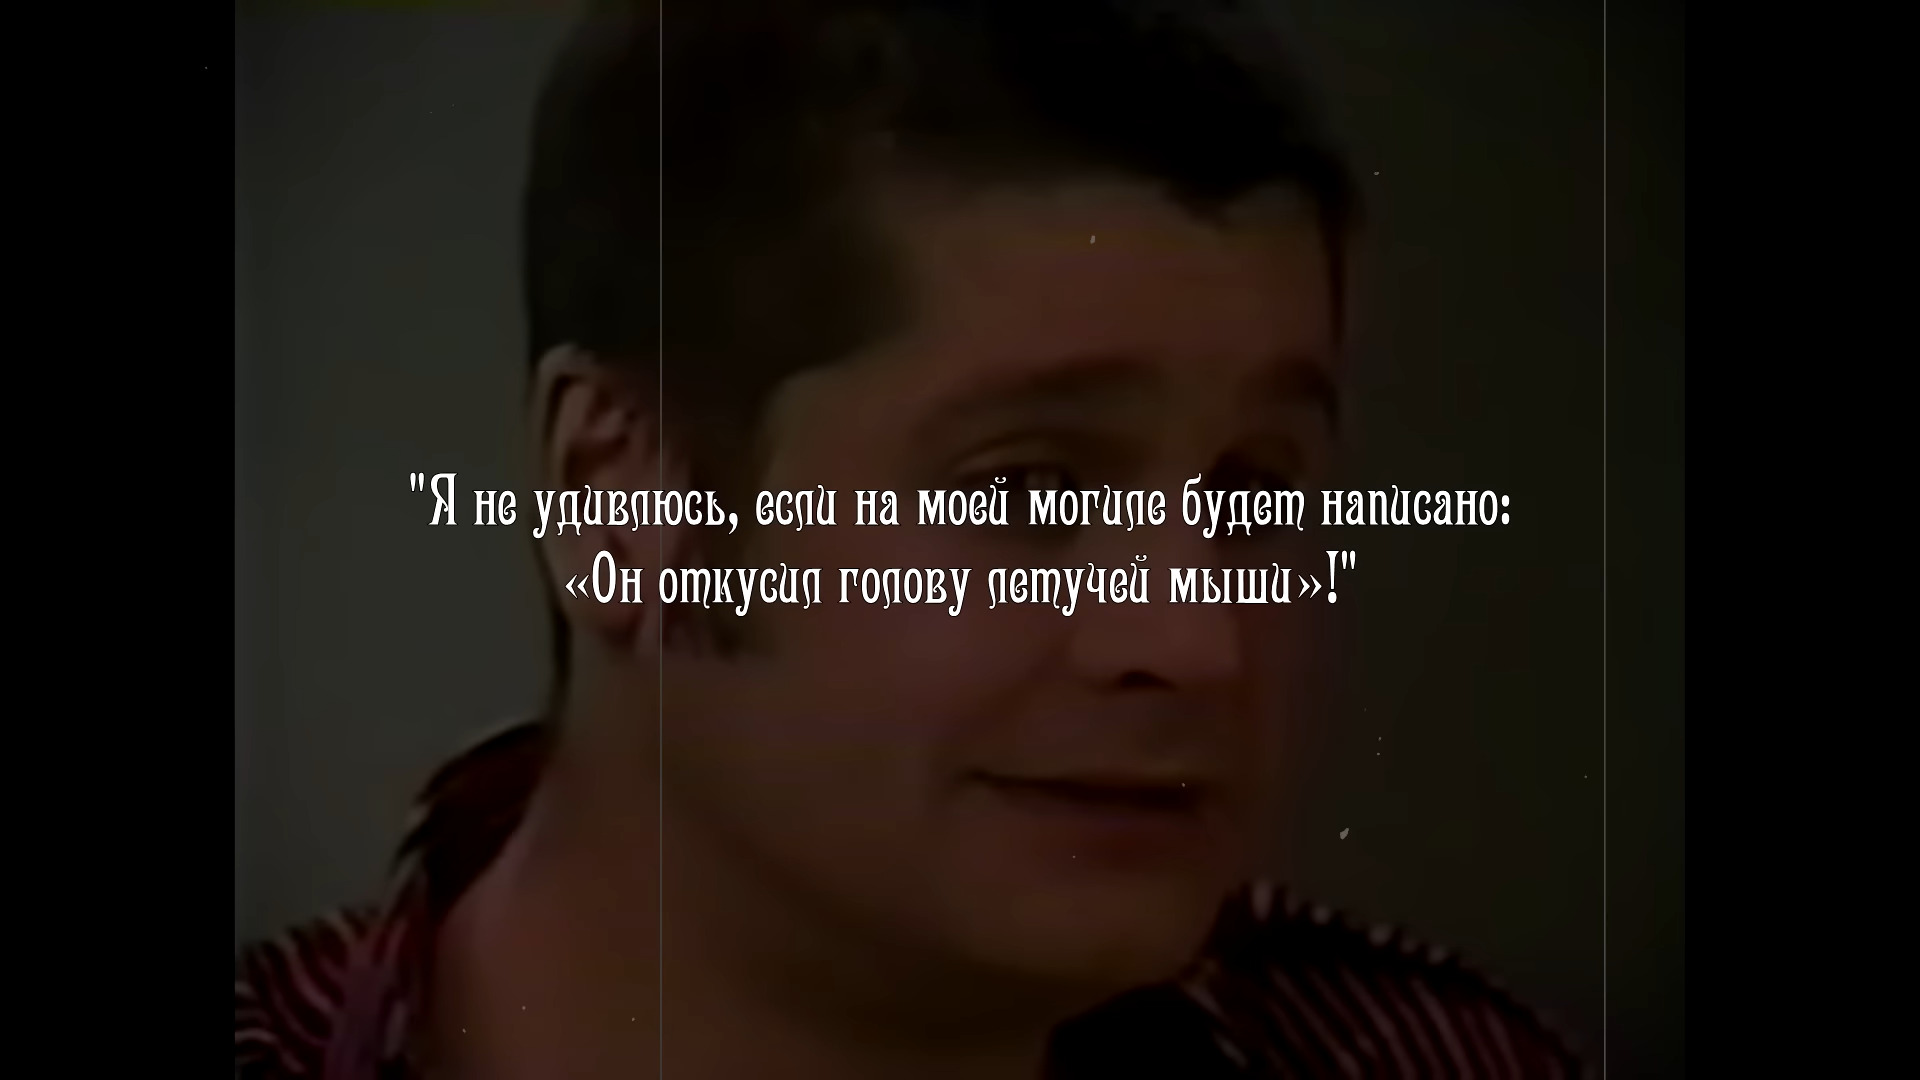 "Я не удивлюсь, если на моей могиле будет написано:
«Он откусил голову летучей мыши»!"